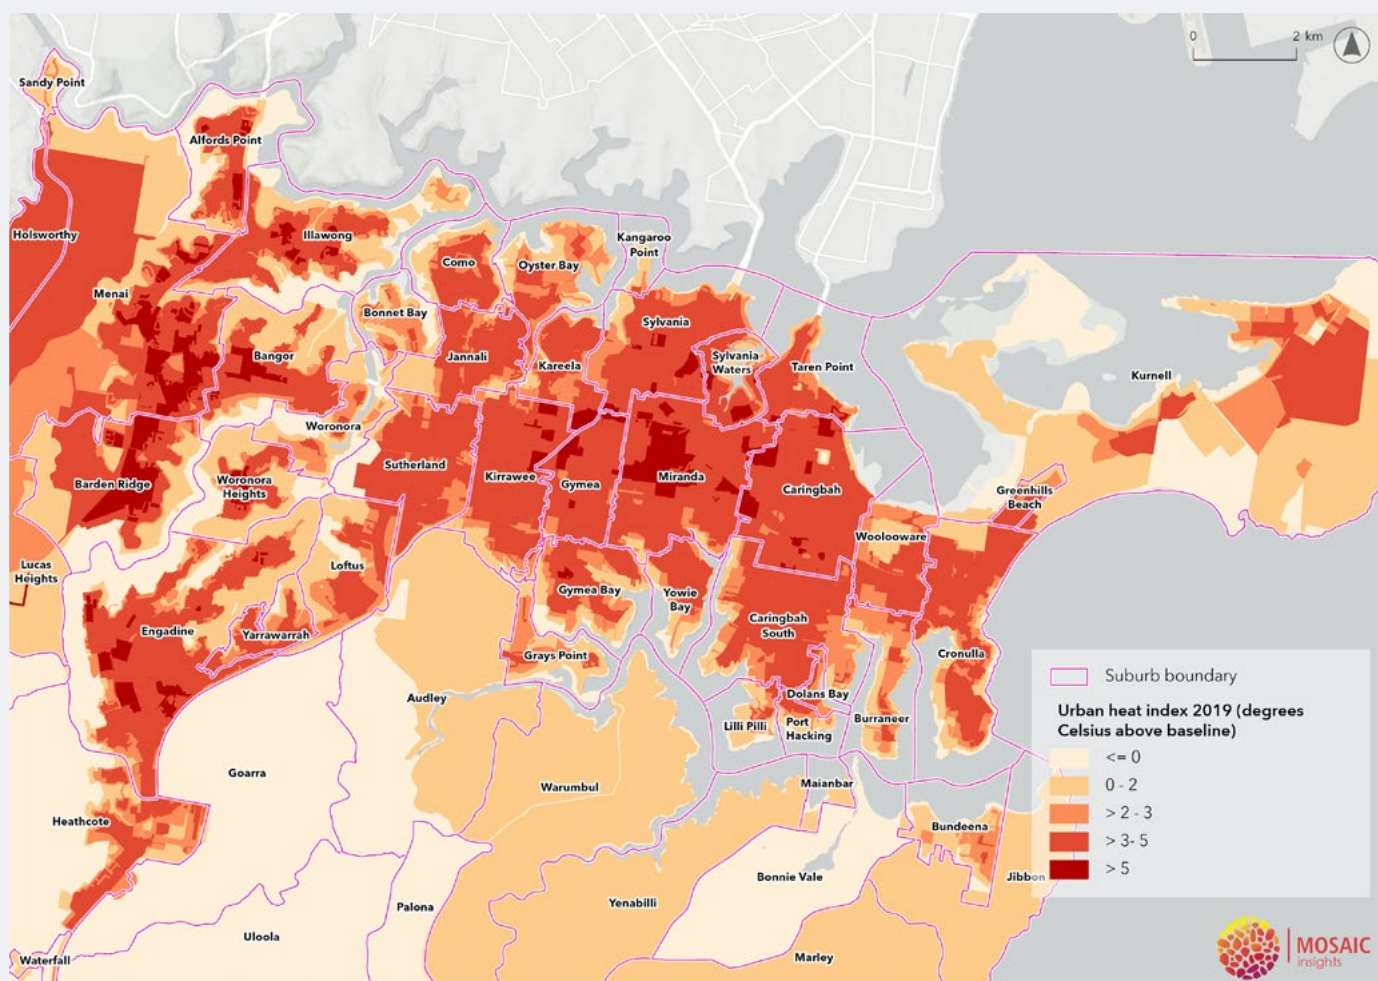 0 2 km
Sandy Point
Alfords Point
Holsworthy
Illawong
Kangaroo
Point
Como
Oyster Bay
Menai
Bonnet Bay
Sylvania
Bangor
Jannali
Kareela
Sylvania
Waters
Taren Point
Kurnell
Woronora
Sutherland
Barden Ridge
Woronora
Heights
Kirrawee
Gymea
Miranda
Caringbah
Greenhills
Beach
Woolooware
Lucas
Heights
Loftus
Gymea Bay
Yowie
Bay
Caringbah
South
Engadine
Yarrawarrah
Grays Point
Cronulla
Audley
Dolans Bay
Lilli Pilli
Port
Hacking
Burraneer
Goarra
Warumbul
Maianbar
Heathcote
Bundeena
Bonnie Vale
Jibbon
Yenabilli
Palona
Uloola
Waterfall
Marley
Suburb boundary
Urban heat index 2019 (degrees
Celsius above baseline)
<= 0
0 - 2
> 2 - 3
> 3- 5
> 5
MOSAIC
insights